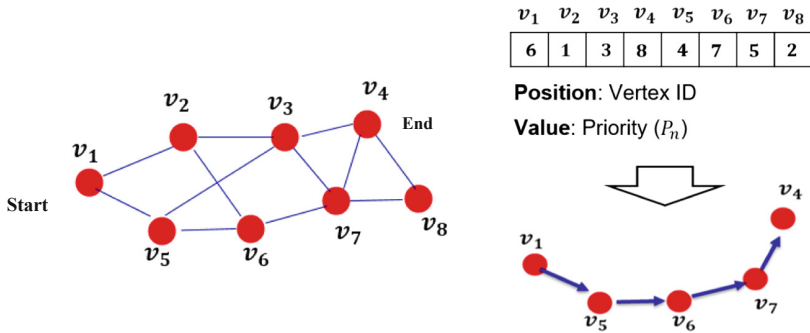 v₁ v₂ v₃ v₄ v₅ v₆ v₇ v₈
6 1 3 8 4 7 5 2
Position: Vertex ID
Value: Priority (Pₙ)
v₁
v₂
v₃
v₄
Start
End
v₅
v₆
v₇
v₈
v₁
v₅
v₆
v₇
v₄